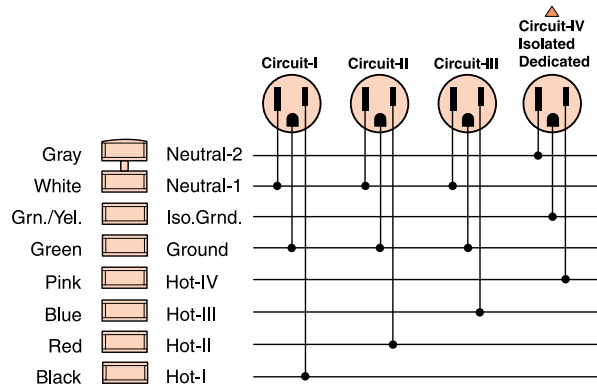 Circuit-IV
Isolated
Dedicated
Circuit-I
Circuit-II
Circuit-III
Gray
Neutral-2
White
Neutral-1
Grn./Yel.
Iso.Grnd.
Green
Ground
Pink
Hot-IV
Blue
Hot-III
Red
Hot-II
Black
Hot-I